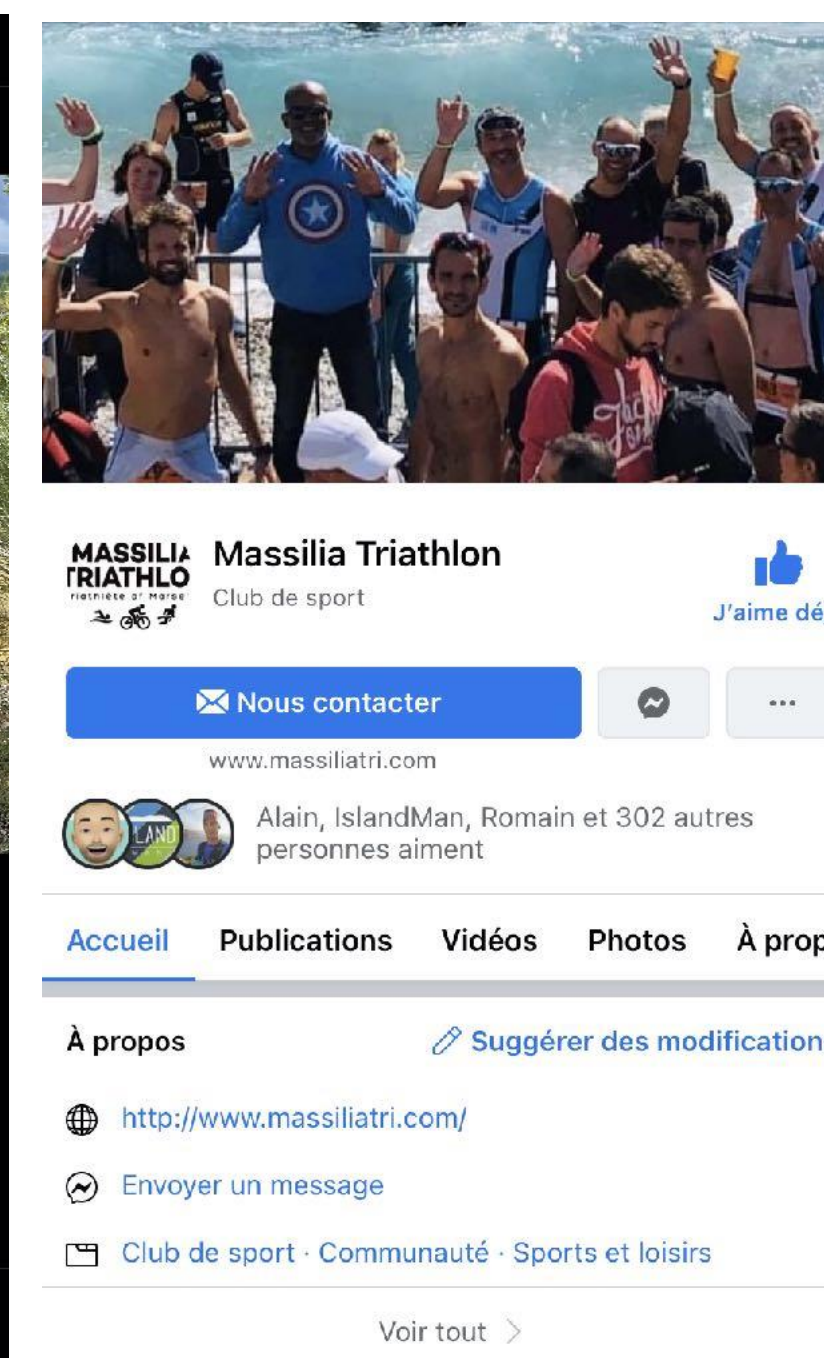 Jack
MASSILIA
TRIATHLO
Massilia Triathlon
Club de sport
J'aime dé
Nous contacter
www.massiliatri.com
LAND
Alain, IslandMan, Romain et 302 autres
personnes aiment
Accueil Publications Vidéos Photos À prop
À propos Suggérer des modification
http://www.massiliatri.com/
Envoyer un message
Club de sport · Communauté · Sports et loisirs
Voir tout